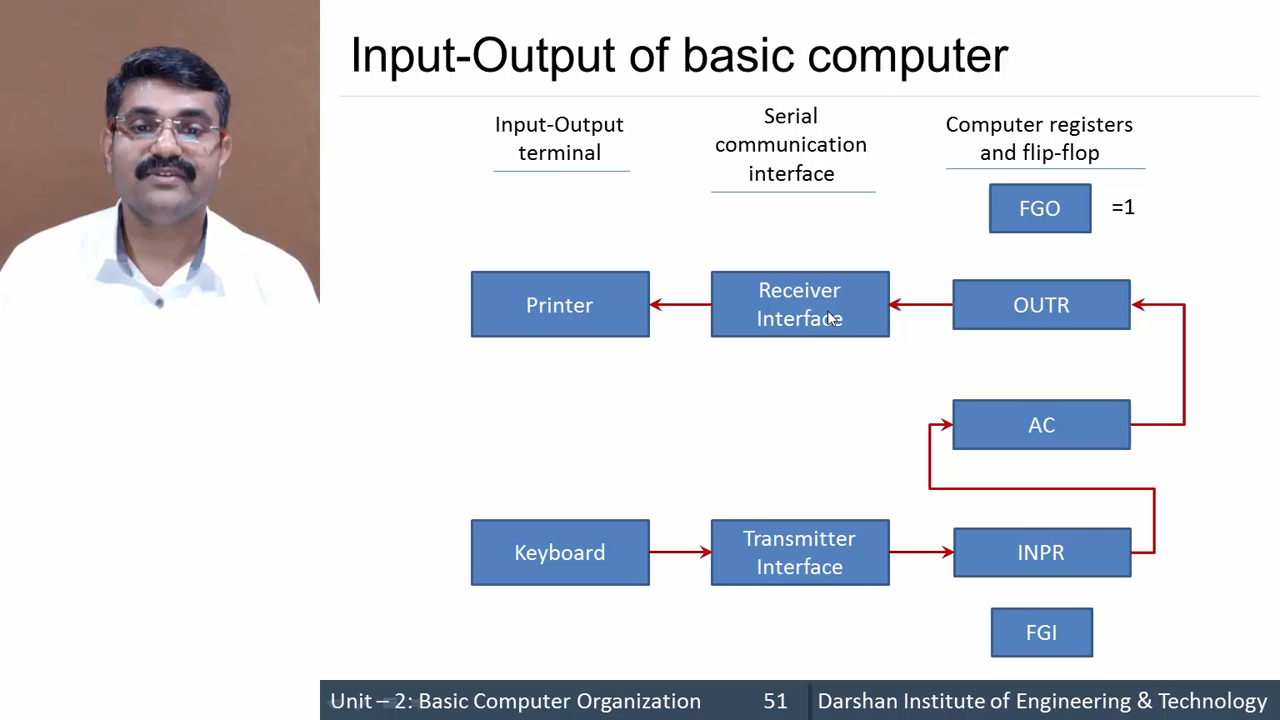 Input-Output of basic computer
Input-Output
terminal
Serial
communication
interface
Computer registers
and flip-flop
FGO
=1
Printer
Receiver
Interface
OUTR
AC
Keyboard
Transmitter
Interface
INPR
FGI
Unit – 2: Basic Computer Organization
51
Darshan Institute of Engineering & Technology